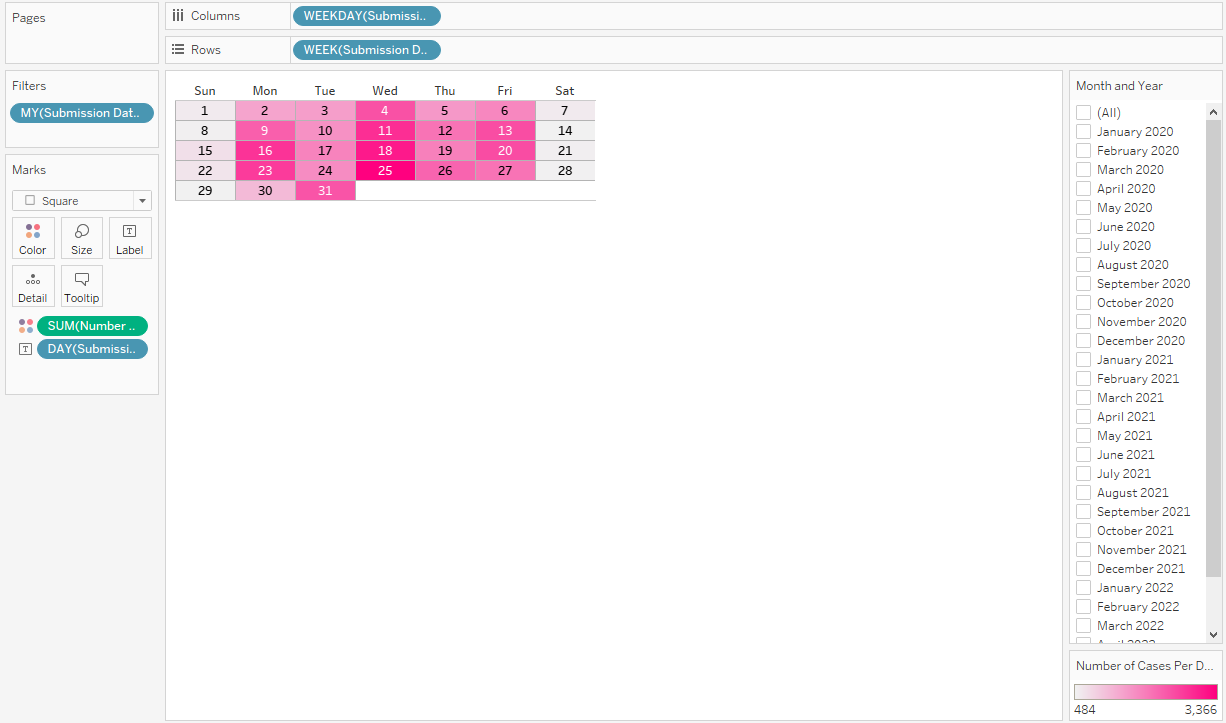 Pages
Columns
WEEKDAY(Submissi..
Rows
WEEK(Submission D..
Filters
MY(Submission Dat..
Marks
Square
Color Size Label
Detail Tooltip
SUM(Number ..
T DAY(Submissi..
Sun Mon Tue Wed Thu Fri Sat
1 2 3 4 5 6 7
8 9 10 11 12 13 14
15 16 17 18 19 20 21
22 23 24 25 26 27 28
29 30 31
Month and Year
(All)
January 2020
February 2020
March 2020
April 2020
May 2020
June 2020
July 2020
August 2020
September 2020
October 2020
November 2020
December 2020
January 2021
February 2021
March 2021
April 2021
May 2021
June 2021
July 2021
August 2021
September 2021
October 2021
November 2021
December 2021
January 2022
February 2022
March 2022
April 2022
Number of Cases Per D...
484 3,366